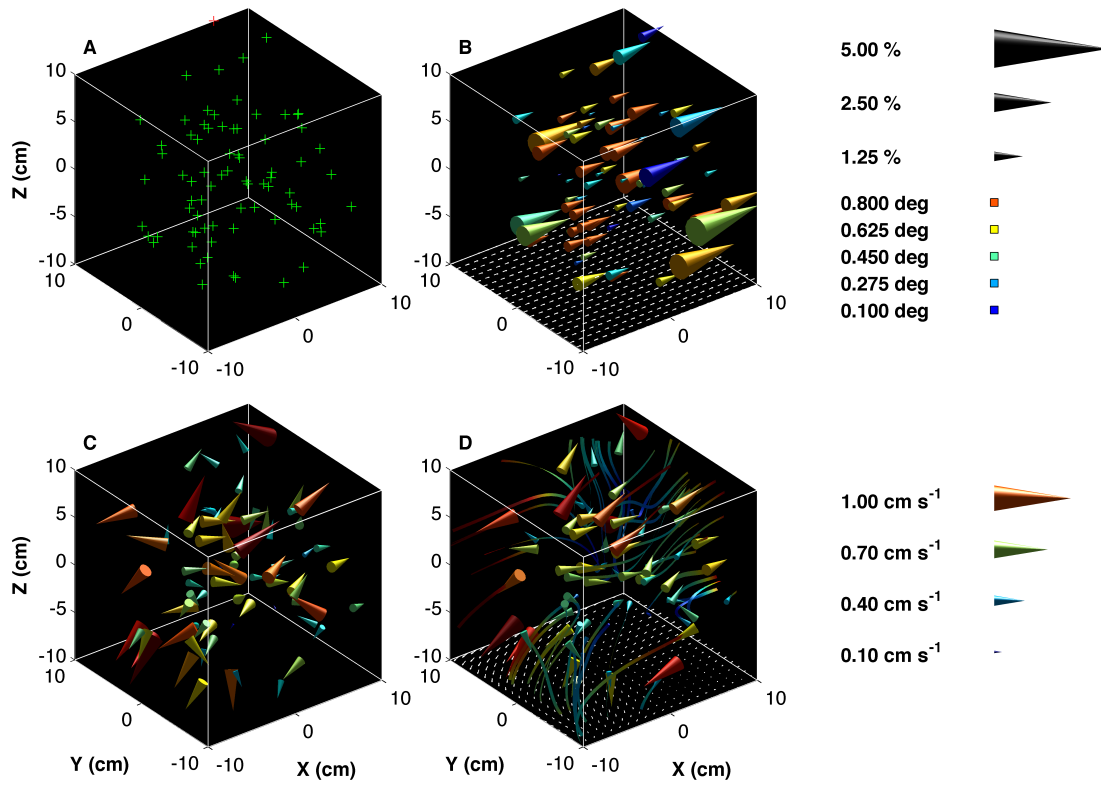 A
B
10
5
0
-5
-10
Z (cm)
10
0
-10
-10
0
10
10
5
0
-5
-10
10
0
-10
-10
0
10
5.00 %
2.50 %
1.25 %
0.800 deg
0.625 deg
0.450 deg
0.275 deg
0.100 deg
C
D
10
5
0
-5
-10
Z (cm)
10
0
-10
-10
0
10
Y (cm)
X (cm)
10
5
0
-5
-10
10
0
-10
-10
0
10
Y (cm)
X (cm)
1.00 cm s⁻¹
0.70 cm s⁻¹
0.40 cm s⁻¹
0.10 cm s⁻¹